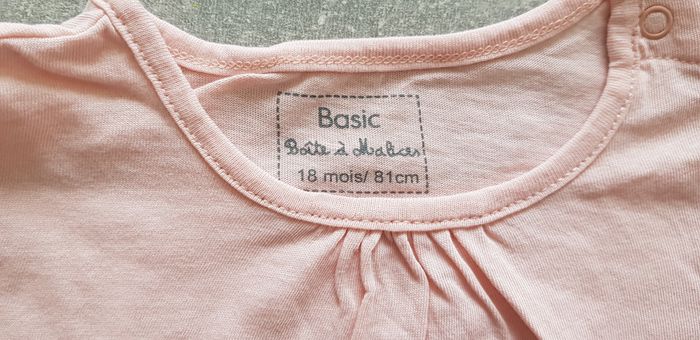 Basic
Boîte à Malices
18 mois/ 81cm